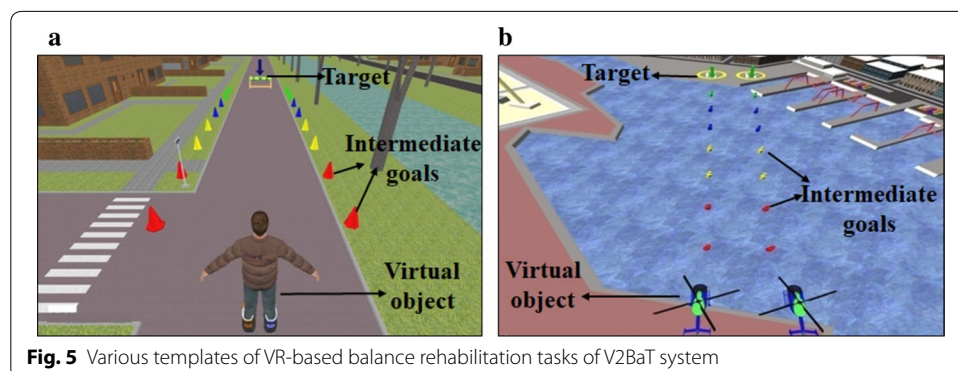 a
Target
Intermediate
goals
Virtual
object
b
Target
Intermediate
goals
Virtual
object
Fig. 5 Various templates of VR-based balance rehabilitation tasks of V2BaT system